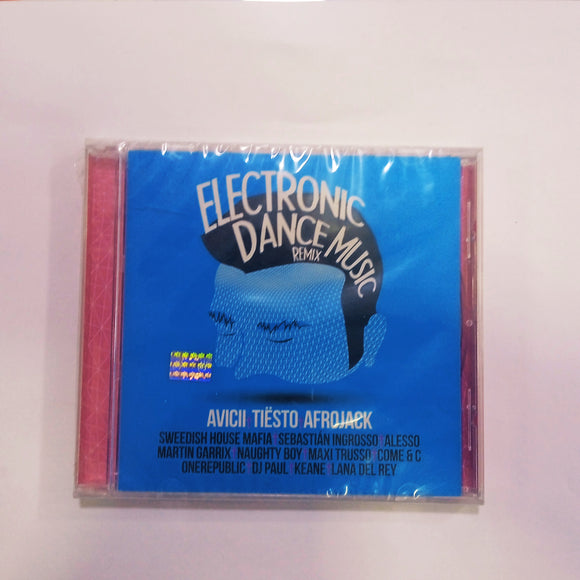 ELECTRONIC
DANCE MUSIC
REMIX
AVICII TIËSTO AFROJACK
SWEEDISH HOUSE MAFIA SEBASTIÁN INGROSSO ALESSO
MARTIN GARRIX NAUGHTY BOY MAXI TRUSSO COME & C
ONEREPUBLIC DJ PAUL KEANE LANA DEL REY